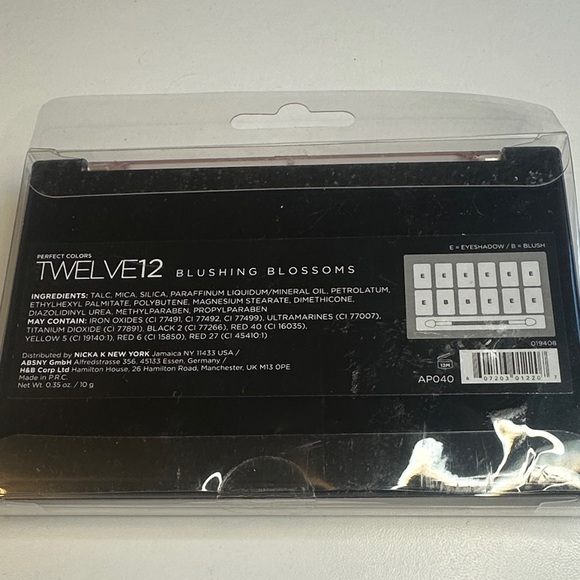 PERFECT COLORS
TWELVE12 BLUSHING BLOSSOMS
INGREDIENTS: TALC, MICA, SILICA, PARAFFINUM LIQUIDUM/MINERAL OIL, PETROLATUM,
ETHYLHEXYL PALMITATE, POLYBUTENE, MAGNESIUM STEARATE, DIMETHICONE,
DIAZOLIDINYL UREA, METHYLPARABEN, PROPYLPARABEN
MAY CONTAIN: IRON OXIDES (CI 77491, CI 77492, CI 77499), ULTRAMARINES (CI 77007),
TITANIUM DIOXIDE (CI 77891), BLACK 2 (CI 77266), RED 40 (CI 16035),
YELLOW 5 (CI 19140:1), RED 6 (CI 15850), RED 27 (CI 45410:1)
Distributed by NICKA K NEW YORK Jamaica NY 11433 USA /
ABSNY GmbH Alfredstrasse 356, 45133 Essen, Germany /
H&B Corp Ltd Hamilton House, 26 Hamilton Road, Manchester, UK M13 0PE
Made in P.R.C.
Net Wt. 0.35 oz. / 10 g
E = EYESHADOW / B = BLUSH
E E E E E E
E B B E E E
019408
12M
AP040
6 07203 01220 7